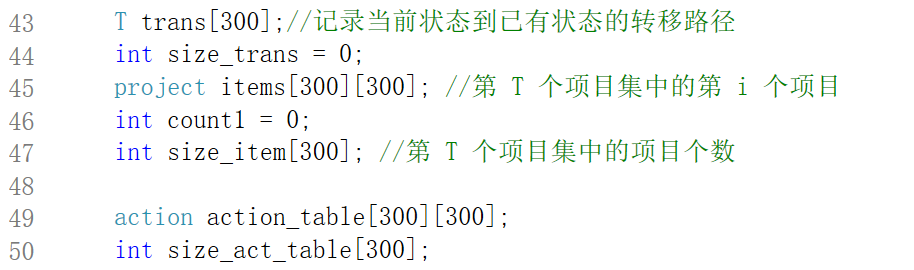 43 T trans[300];//记录当前状态到已有状态的转移路径
44 int size_trans = 0;
45 project items[300][300]; //第 T 个项目集中的第 i 个项目
46 int count1 = 0;
47 int size_item[300]; //第 T 个项目集中的项目个数
48
49 action action_table[300][300];
50 int size_act_table[300];